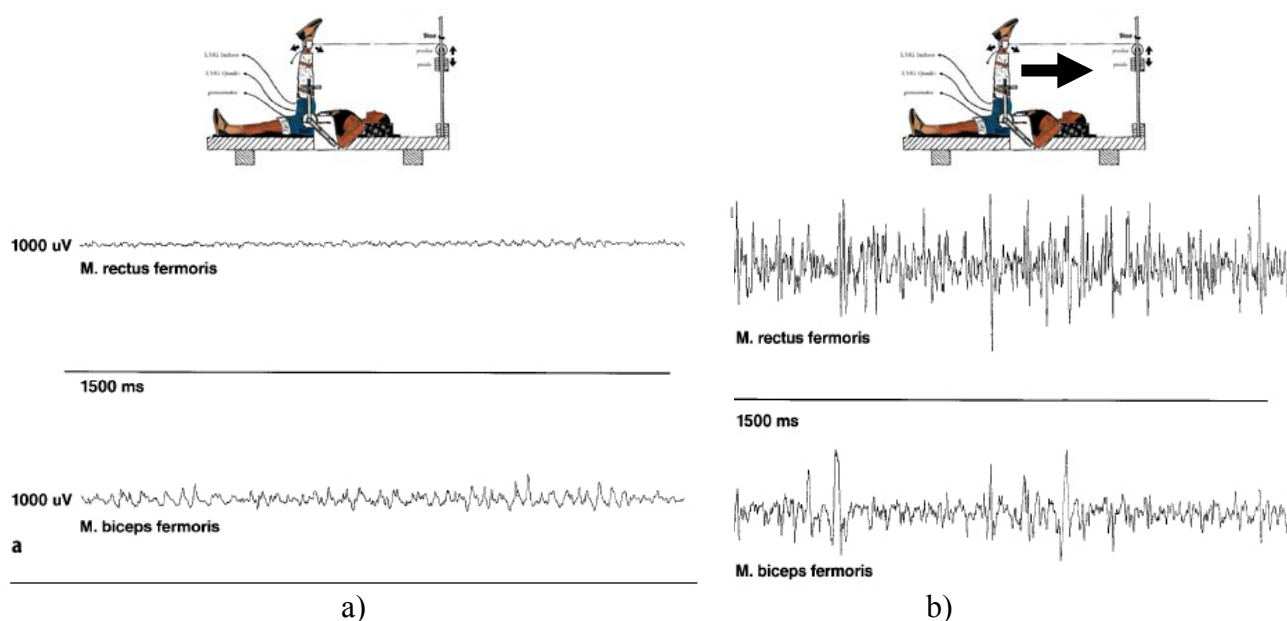 1000 uV
M. rectus fermoris
1500 ms
1000 uV
M. biceps fermoris
a
a)
M. rectus fermoris
1500 ms
M. biceps fermoris
b)